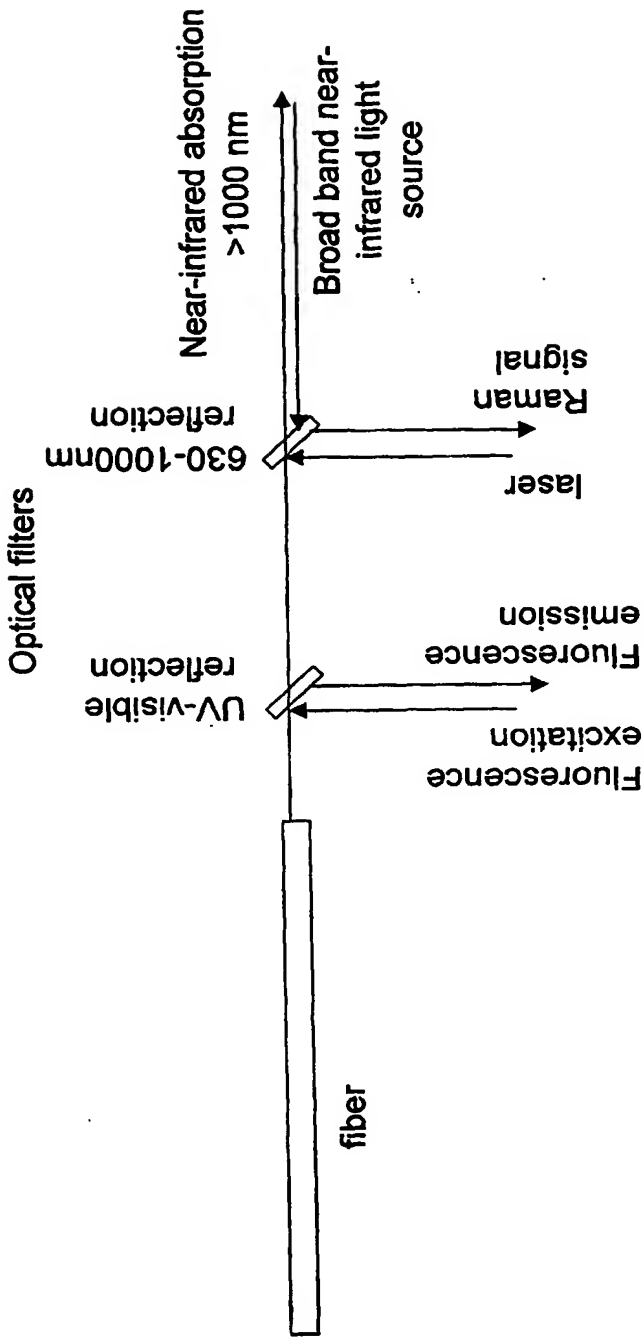 Optical filters
UV-visible
reflection
630-1000nm
reflection
Near-infrared absorption
>1000 nm
Broad band near-
infrared light
source
fiber
Fluorescence
excitation
Fluorescence
emission
laser
Raman
signal